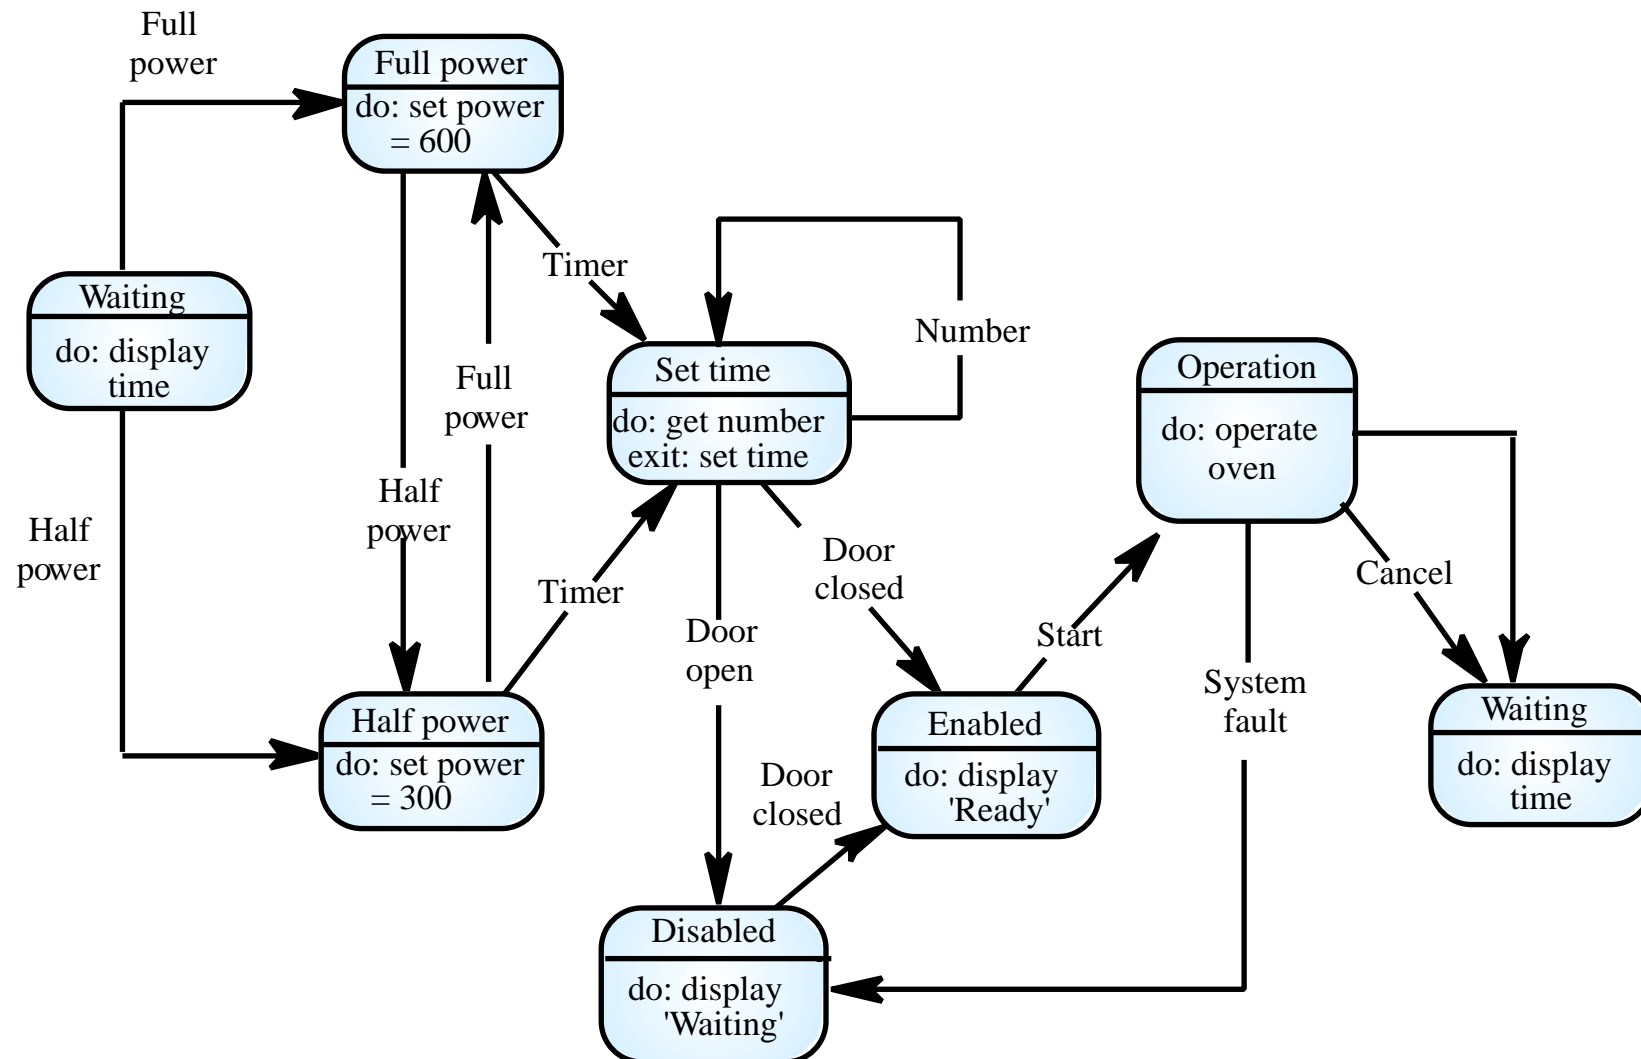 Full
power
Full power
do: set power
= 600
Timer
Number
Waiting
do: display
time
Full
power
Set time
do: get number
exit: set time
Operation
do: operate
oven
Half
power
Half
power
Timer
Door
closed
Cancel
Door
open
Start
System
fault
Half power
do: set power
= 300
Enabled
do: display
'Ready'
Waiting
do: display
time
Door
closed
Disabled
do: display
'Waiting'